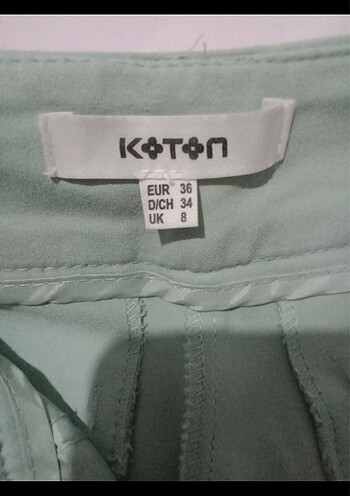 KOTON
EUR 36
D/CH 34
UK 8